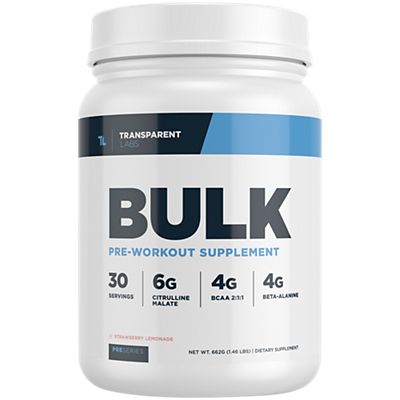 TL TRANSPARENT
LABS
BULK
PRE-WORKOUT SUPPLEMENT
30
SERVINGS
6G
CITRULLINE
MALATE
4G
BCAA 2:1:1
4G
BETA-ALANINE
STRAWBERRY LEMONADE
PRESERIES
NET WT. 662G (1.46 LBS) | DIETARY SUPPLEMENT